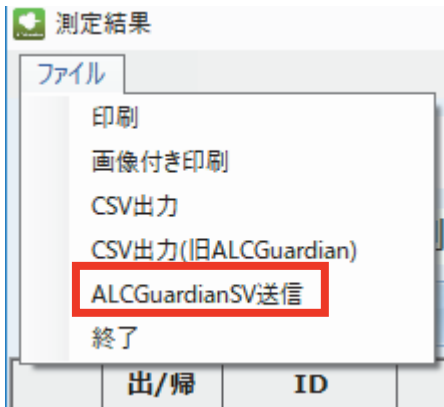 測定結果
ファイル
印刷
画像付き印刷
CSV出力
CSV出力(旧ALCGuardian)
ALCGuardianSV送信
終了
出/帰 ID